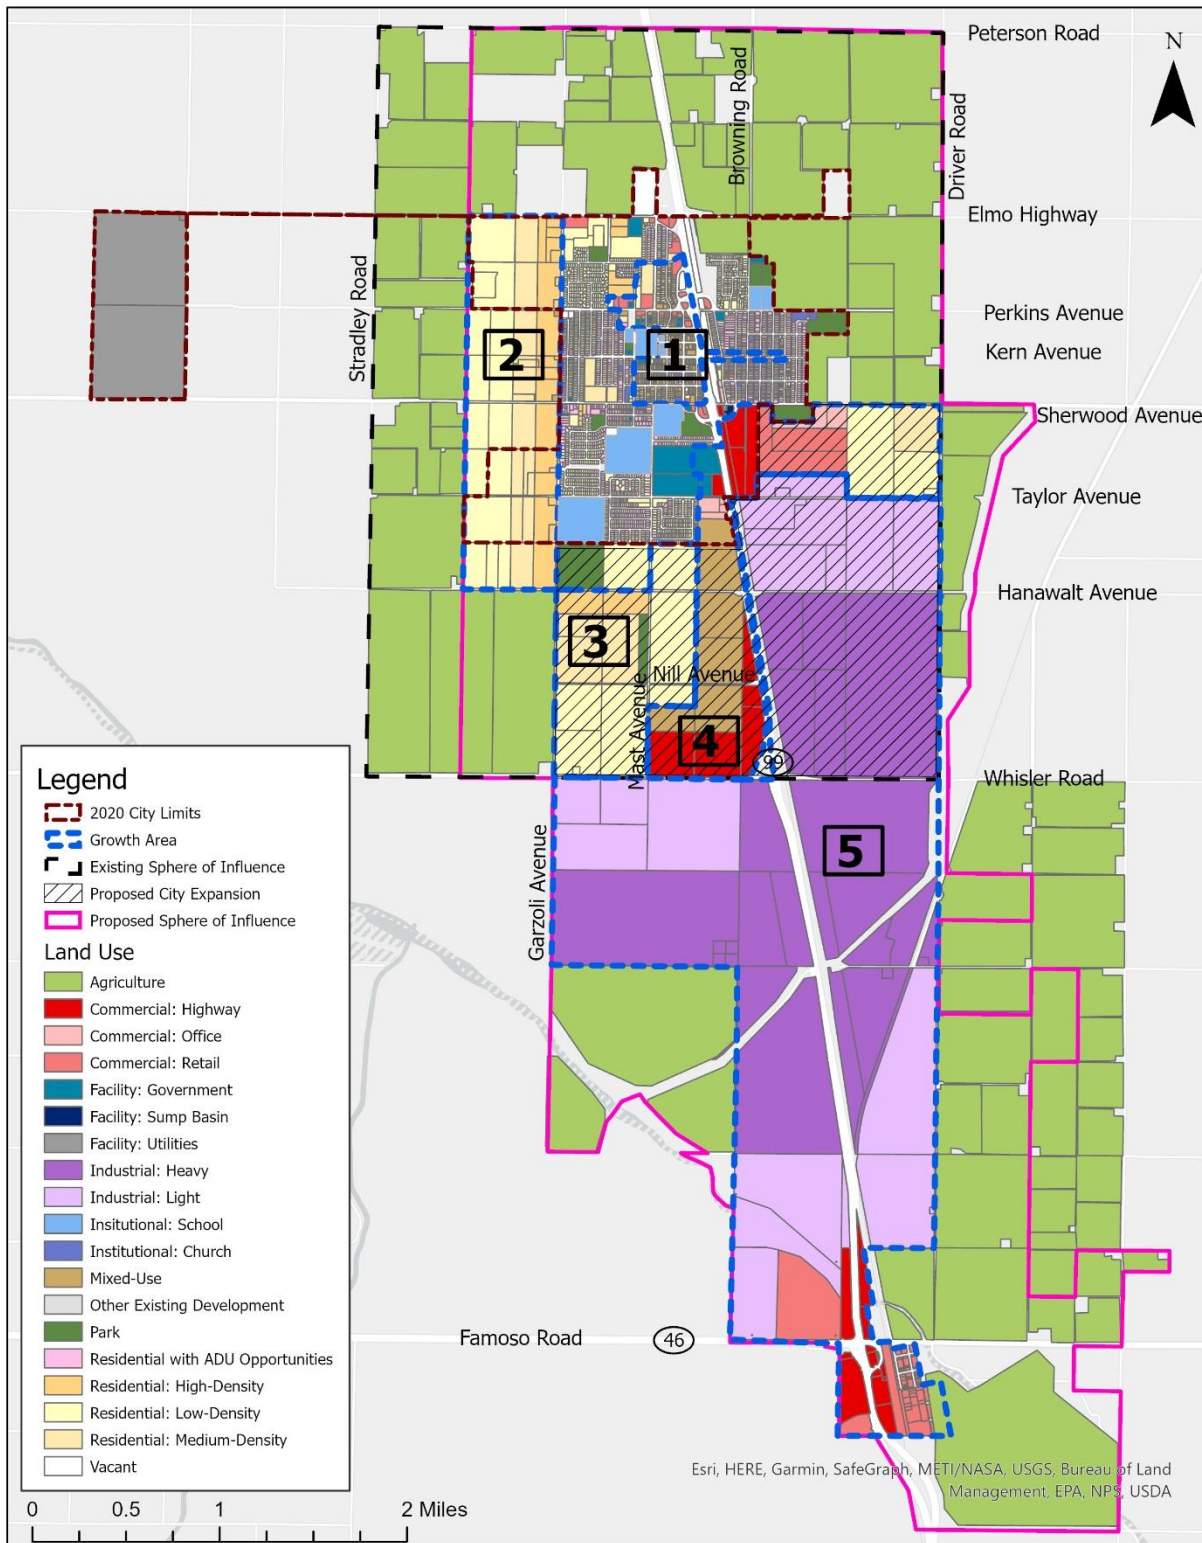 Peterson Road
N
Browning Road
Driver Road
Elmo Highway
Stradley Road
Perkins Avenue
Kern Avenue
2
1
Sherwood Avenue
Taylor Avenue
Hanawalt Avenue
3
Nill Avenue
Mast Avenue
4
99
Whisler Road
5
Garzoli Avenue
Legend
2020 City Limits
Growth Area
Existing Sphere of Influence
Proposed City Expansion
Proposed Sphere of Influence
Land Use
Agriculture
Commercial: Highway
Commercial: Office
Commercial: Retail
Facility: Government
Facility: Sump Basin
Facility: Utilities
Industrial: Heavy
Industrial: Light
Insitutional: School
Institutional: Church
Mixed-Use
Other Existing Development
Park
Residential with ADU Opportunities
Residential: High-Density
Residential: Low-Density
Residential: Medium-Density
Vacant
Famoso Road
46
Esri, HERE, Garmin, SafeGraph, METI/NASA, USGS, Bureau of Land
Management, EPA, NPS, USDA
0 0.5 1 2 Miles